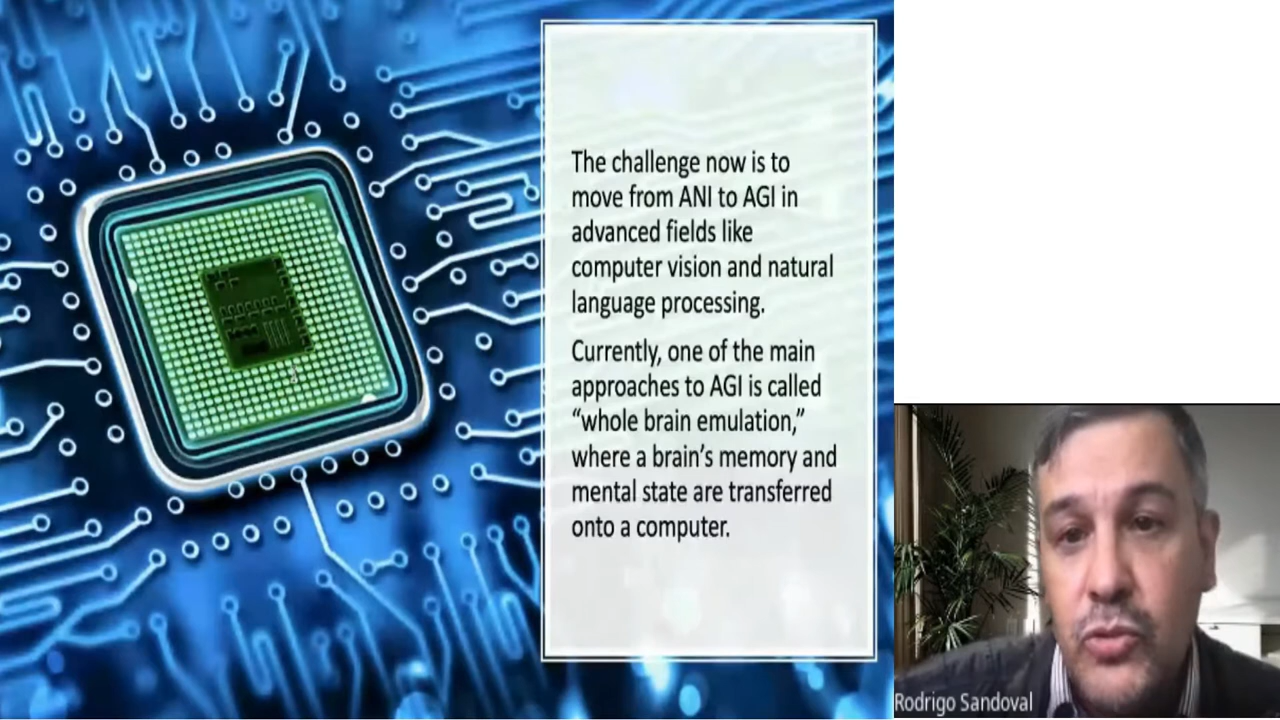 The challenge now is to
move from ANI to AGI in
advanced fields like
computer vision and natural
language processing.
Currently, one of the main
approaches to AGI is called
“whole brain emulation,”
where a brain’s memory and
mental state are transferred
onto a computer.
Rodrigo Sandoval